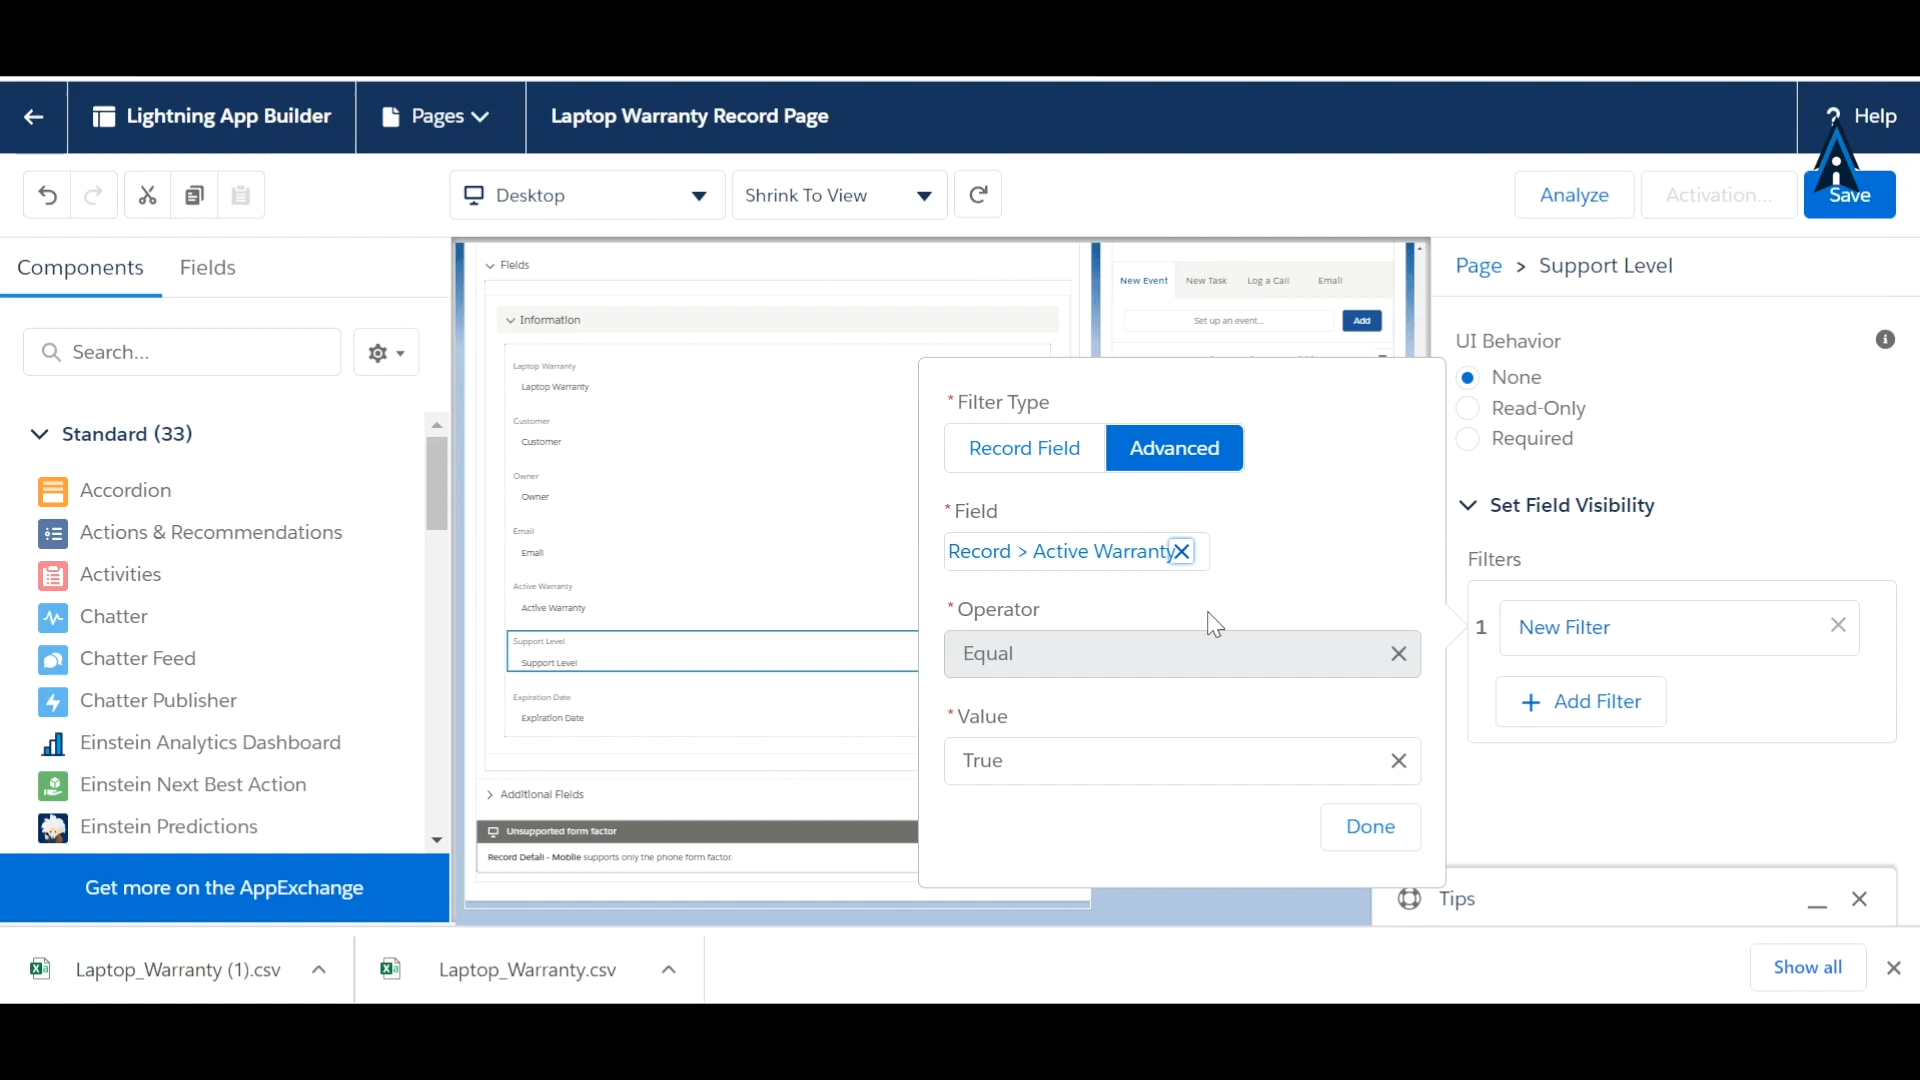 Lightning App Builder
Pages
Laptop Warranty Record Page
? Help
Desktop
Shrink To View
Analyze
Activation...
Save
Components
Fields
Search...
Standard (33)
Accordion
Actions & Recommendations
Activities
Chatter
Chatter Feed
Chatter Publisher
Einstein Analytics Dashboard
Einstein Next Best Action
Einstein Predictions
Get more on the AppExchange
Fields
Information
Laptop Warranty
Laptop Warranty
Customer
Customer
Owner
Owner
Email
Email
Active Warranty
Active Warranty
Support Level
Support Level
Expiration Date
Expiration Date
Additional Fields
Unsupported form factor
Record Detail - Mobile supports only the phone form factor.
New Event
New Task
Log a Call
Email
Set up an event...
Add
* Filter Type
Record Field
Advanced
* Field
Record > Active Warranty
* Operator
Equal
* Value
True
Done
Page > Support Level
UI Behavior
None
Read-Only
Required
Set Field Visibility
Filters
1
New Filter
+ Add Filter
Tips
Laptop_Warranty (1).csv
Laptop_Warranty.csv
Show all